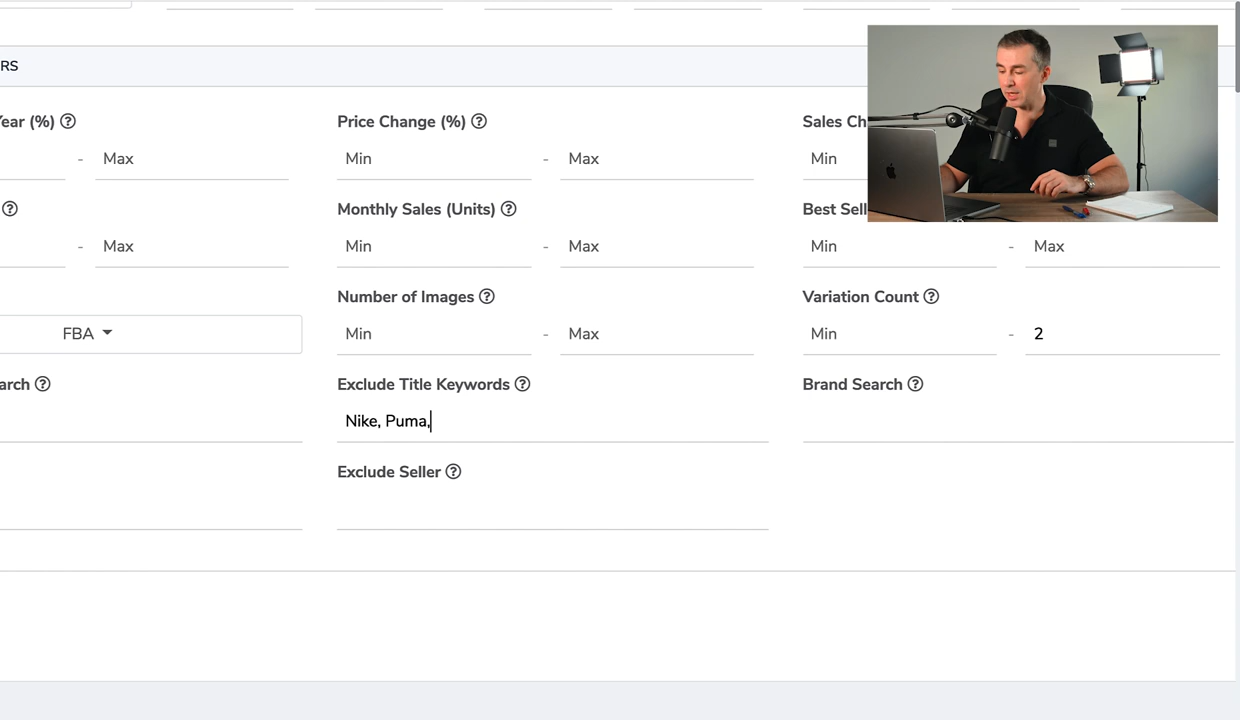 RS
Year (%)
Price Change (%)
Sales Ch
- Max
Min - Max
Min
Monthly Sales (Units)
Best Sell
- Max
Min - Max
Min - Max
Number of Images
Variation Count
FBA
Min - Max
Min - 2
arch
Exclude Title Keywords
Brand Search
Nike, Puma,
Exclude Seller